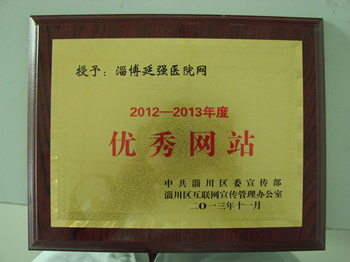 授予：淄博延强医院网
2012—2013年度
优秀网站
中共淄川区委宣传部
淄川区互联网宣传管理办公室
二〇一三年十一月